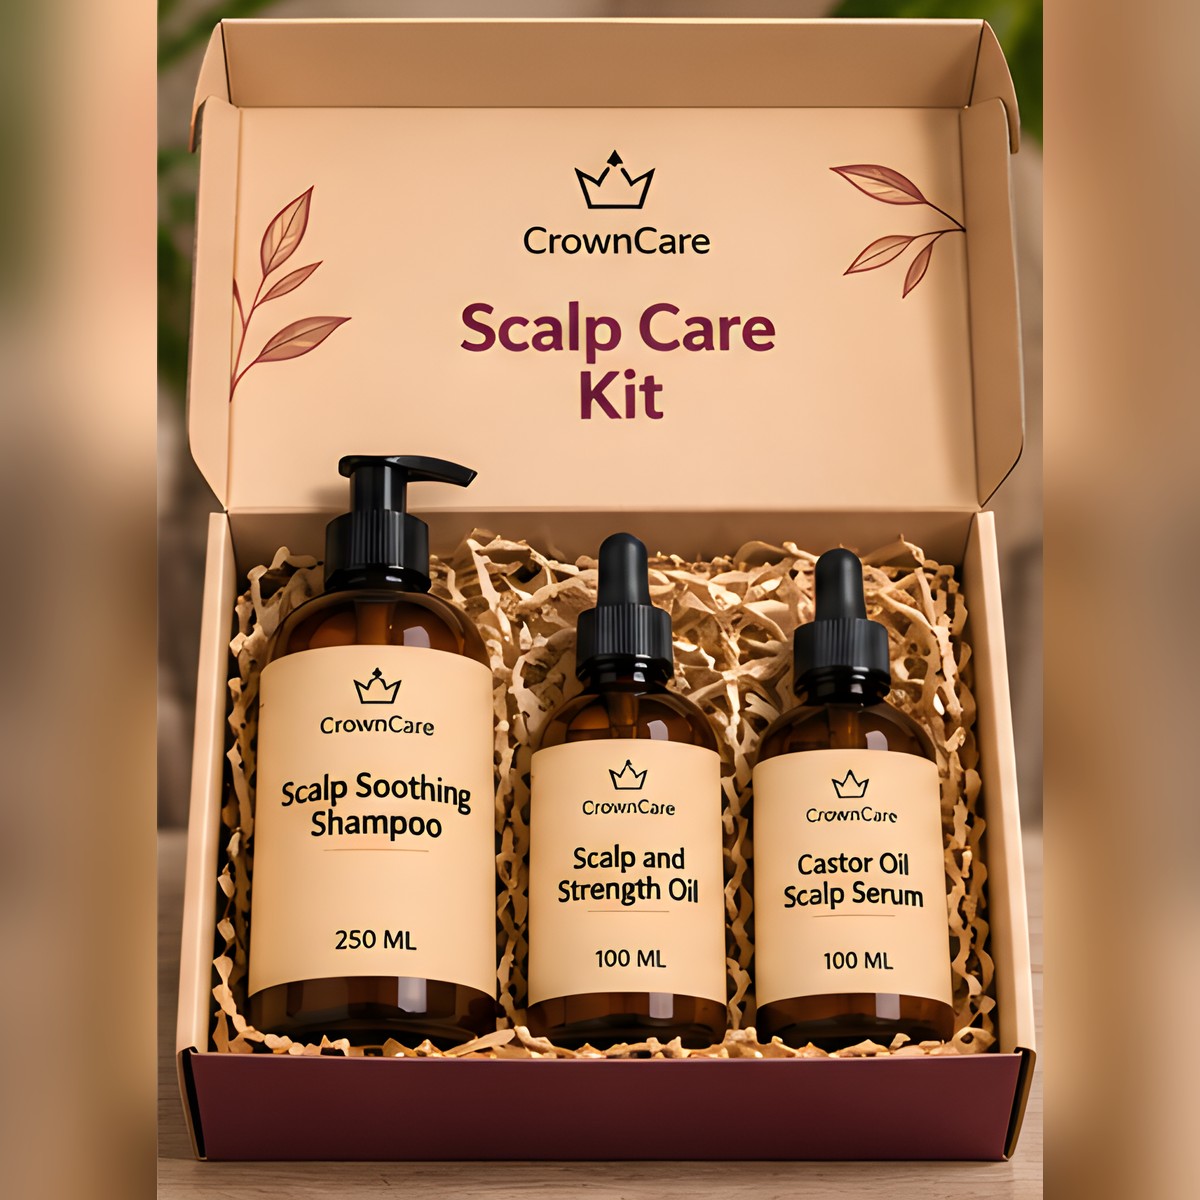 CrownCare
Scalp Care
Kit
CrownCare
Scalp Soothing
Shampoo
250 ML
CrownCare
Scalp and
Strength Oil
100 ML
CrownCare
Castor Oil
Scalp Serum
100 ML